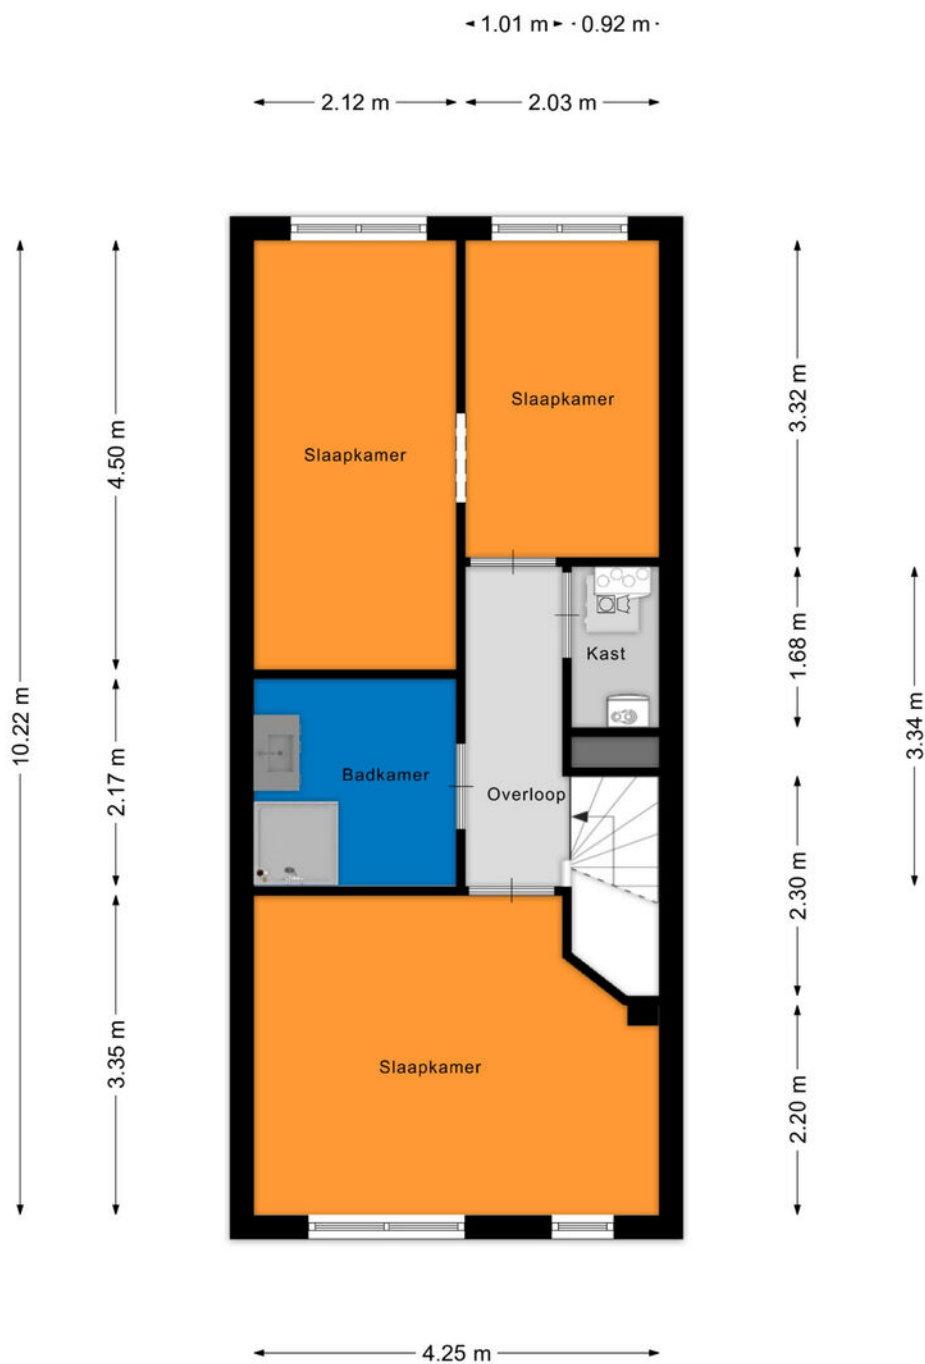 1.01 m 0.92 m
2.12 m 2.03 m
Slaapkamer
Slaapkamer
4.50 m
3.32 m
10.22 m
Kast
1.68 m
3.34 m
2.17 m
Badkamer
Overloop
2.30 m
3.35 m
Slaapkamer
2.20 m
4.25 m